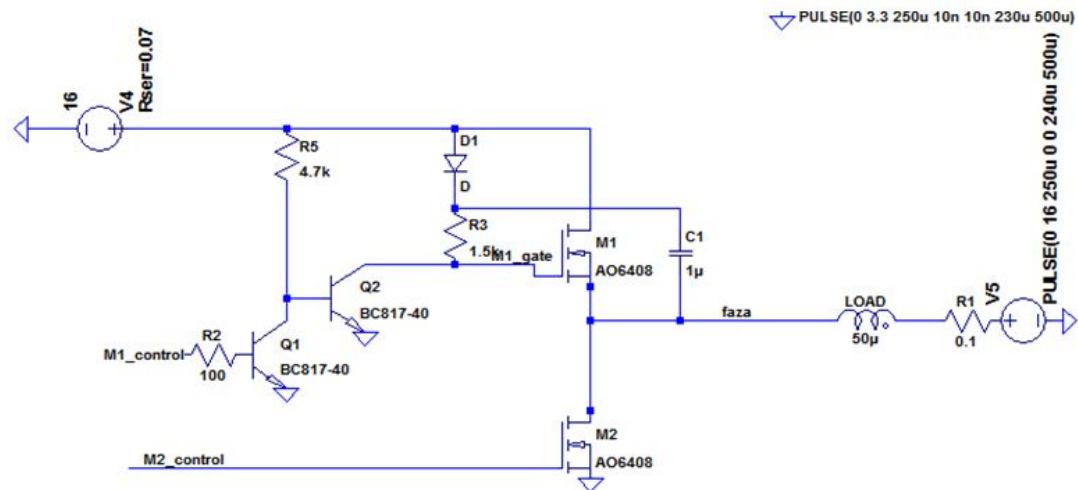 PULSE(0 3.3 250u 10n 10n 230u 500u)
16
V4
Rser=0.07
R5
4.7k
D1
D
R3
1.5k
M1_gate
M1
AO6408
C1
1µ
Q2
BC817-40
M1_control
R2
100
Q1
BC817-40
faza
LOAD
50µ
R1
0.1
V5
PULSE(0 16 250u 0 0 240u 500u)
M2_control
M2
AO6408